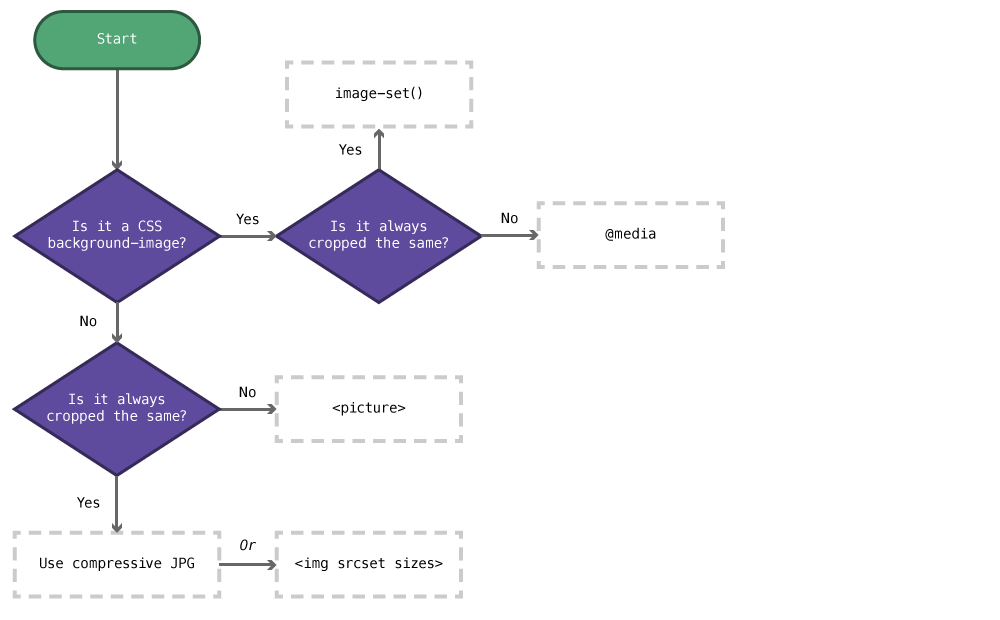 Start
image-set()
Yes
Is it a CSS
background-image?
Yes
Is it always
cropped the same?
No
@media
No
Is it always
cropped the same?
No
<picture>
Yes
Use compressive JPG
Or
<img srcset sizes>